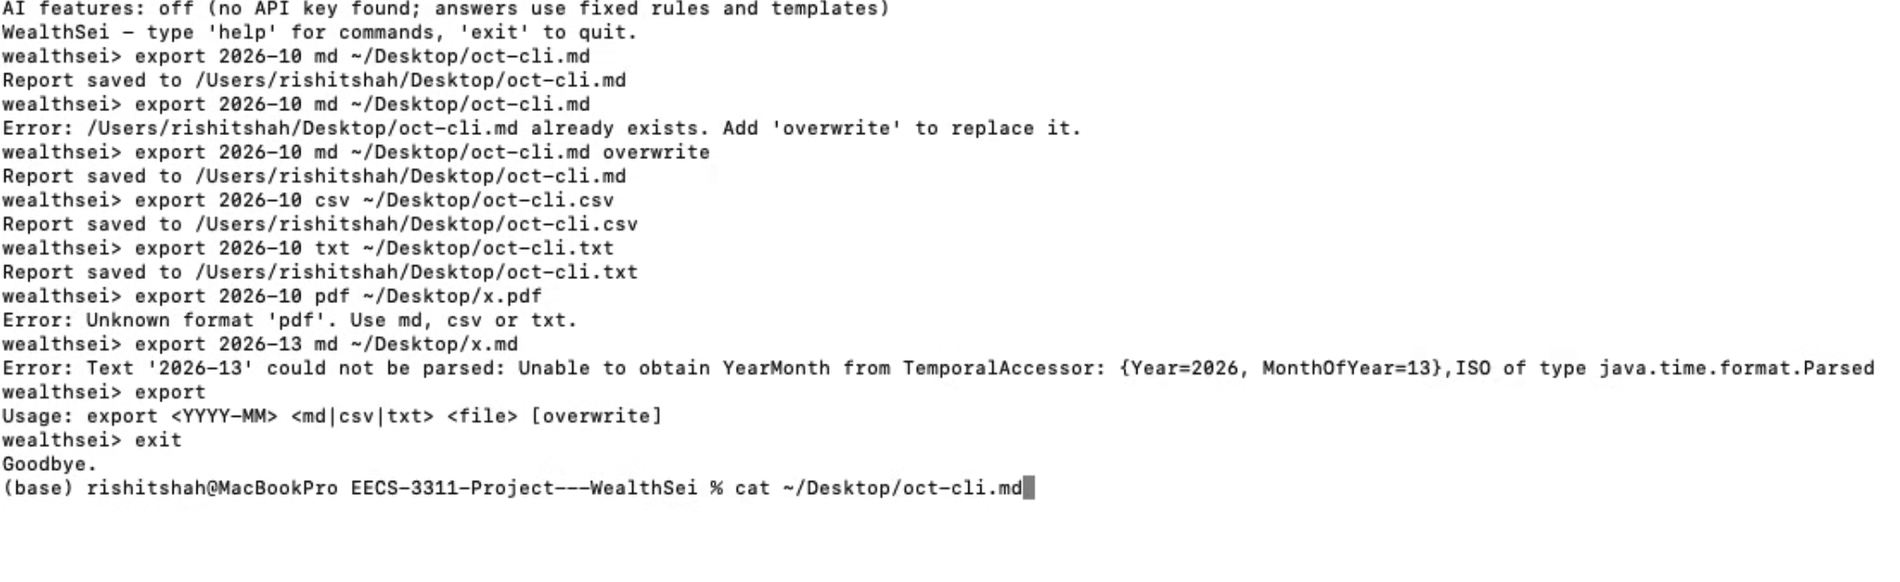 AI features: off (no API key found; answers use fixed rules and templates)
WealthSei – type 'help' for commands, 'exit' to quit.
wealthsei> export 2026-10 md ~/Desktop/oct-cli.md
Report saved to /Users/rishitshah/Desktop/oct-cli.md
wealthsei> export 2026-10 md ~/Desktop/oct-cli.md
Error: /Users/rishitshah/Desktop/oct-cli.md already exists. Add 'overwrite' to replace it.
wealthsei> export 2026-10 md ~/Desktop/oct-cli.md overwrite
Report saved to /Users/rishitshah/Desktop/oct-cli.md
wealthsei> export 2026-10 csv ~/Desktop/oct-cli.csv
Report saved to /Users/rishitshah/Desktop/oct-cli.csv
wealthsei> export 2026-10 txt ~/Desktop/oct-cli.txt
Report saved to /Users/rishitshah/Desktop/oct-cli.txt
wealthsei> export 2026-10 pdf ~/Desktop/x.pdf
Error: Unknown format 'pdf'. Use md, csv or txt.
wealthsei> export 2026-13 md ~/Desktop/x.md
Error: Text '2026-13' could not be parsed: Unable to obtain YearMonth from TemporalAccessor: {Year=2026, MonthOfYear=13},ISO of type java.time.format.Parsed
wealthsei> export
Usage: export <YYYY-MM> <md|csv|txt> <file> [overwrite]
wealthsei> exit
Goodbye.
(base) rishitshah@MacBookPro EECS-3311-Project---WealthSei % cat ~/Desktop/oct-cli.md